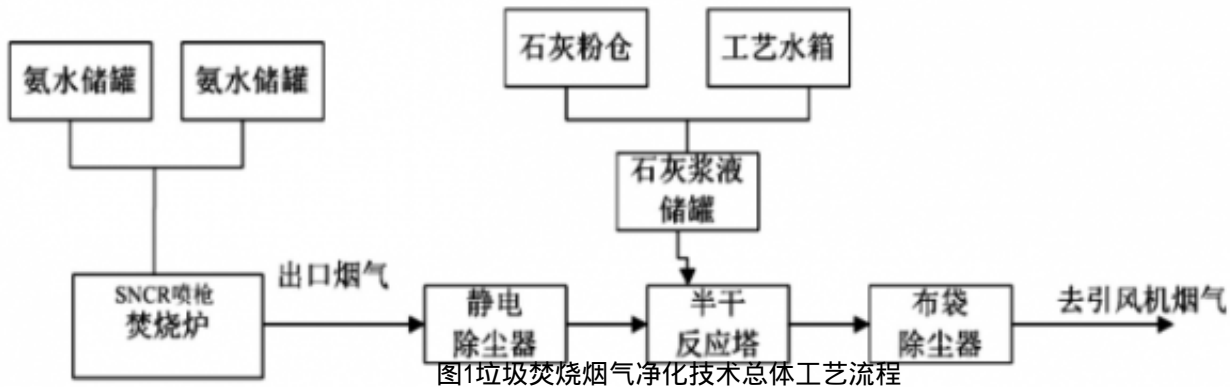 石灰粉仓
工艺水箱
氨水储罐
氨水储罐
石灰浆液
储罐
SNCR喷枪
焚烧炉
出口烟气
静电
除尘器
半干
反应塔
布袋
除尘器
去引风机烟气
图1垃圾焚烧烟气净化技术总体工艺流程